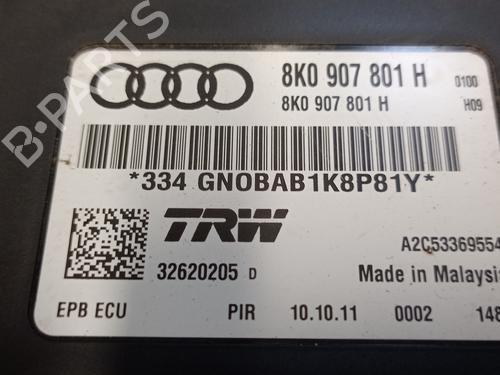 8K0 907 801 H 0100
8K0 907 801 H H09
*334 GNOBAB1K8P81Y*
TRW
32620205 D
A2C53369554
Made in Malaysia
EPB ECU PIR 10.10.11 0002 148
B-PARTS